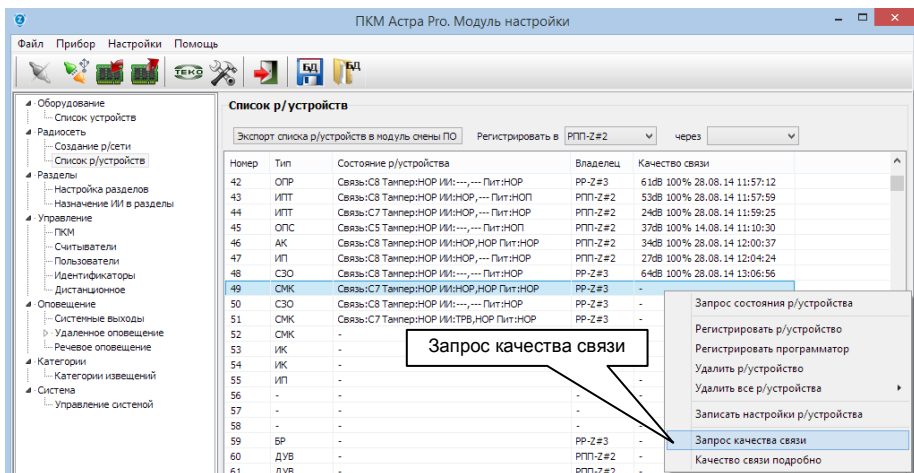 ПКМ Астра Pro. Модуль настройки
Файл Прибор Настройки Помощь
ТЕКО БД БД
Оборудование
Список устройств
Радиосеть
Создание р/сети
Список р/устройств
Разделы
Настройка разделов
Назначение ИИ в разделы
Управление
ПКМ
Считыватели
Пользователи
Идентификаторы
Дистанционное
Оповещение
Системные выходы
Удаленное оповещение
Речевое оповещение
Категории
Категории извещений
Система
Управление системой
Список р/устройств
Экспорт списка р/устройств в модуль смены ПО Регистрировать в РПП-Z#2 через
Номер Тип Состояние р/устройства Владелец Качество связи
42 ОПР Связь:С8 Тампер:НОР ИИ:---,--- Пит:НОР РР-Z#3 61dB 100% 28.08.14 11:57:12
43 ИПТ Связь:С8 Тампер:НОР ИИ:НОР,--- Пит:НОП РПП-Z#2 53dB 100% 28.08.14 11:57:59
44 ИПТ Связь:С7 Тампер:НОР ИИ:НОР,--- Пит:НОР РПП-Z#2 24dB 100% 28.08.14 11:59:25
45 ОПС Связь:С5 Тампер:НОР ИИ:---,--- Пит:НОП РПП-Z#2 37dB 100% 14.08.14 11:10:30
46 АК Связь:С8 Тампер:НОР ИИ:НОР,НОР Пит:НОР РПП-Z#2 34dB 100% 28.08.14 12:00:37
47 ИП Связь:С8 Тампер:НОР ИИ:НОР,--- Пит:НОР РПП-Z#2 27dB 100% 28.08.14 12:04:24
48 СЗО Связь:С8 Тампер:НОР ИИ:---,--- Пит:НОР РР-Z#3 64dB 100% 28.08.14 13:06:56
49 СМК Связь:С7 Тампер:НОР ИИ:НОР,НОР Пит:НОР РР-Z#3 -
50 СЗО Связь:С8 Тампер:НОР ИИ:---,--- Пит:НОР РР-Z#3 -
51 СМК Связь:С7 Тампер:НОР ИИ:ТРВ,НОР Пит:НОР РР-Z#3 -
52 СМК -
53 ИК -
54 ИК -
55 ИП - -
56 - - - -
57 - - - -
58 - - - -
59 БР - РР-Z#3 -
60 ДУВ - РПП-Z#2 -
61 ДУВ - РПП-Z#2 -
Запрос качества связи
Запрос состояния р/устройства
Регистрировать р/устройство
Регистрировать программатор
Удалить р/устройство
Удалить все р/устройства
Записать настройки р/устройства
Запрос качества связи
Качество связи подробно